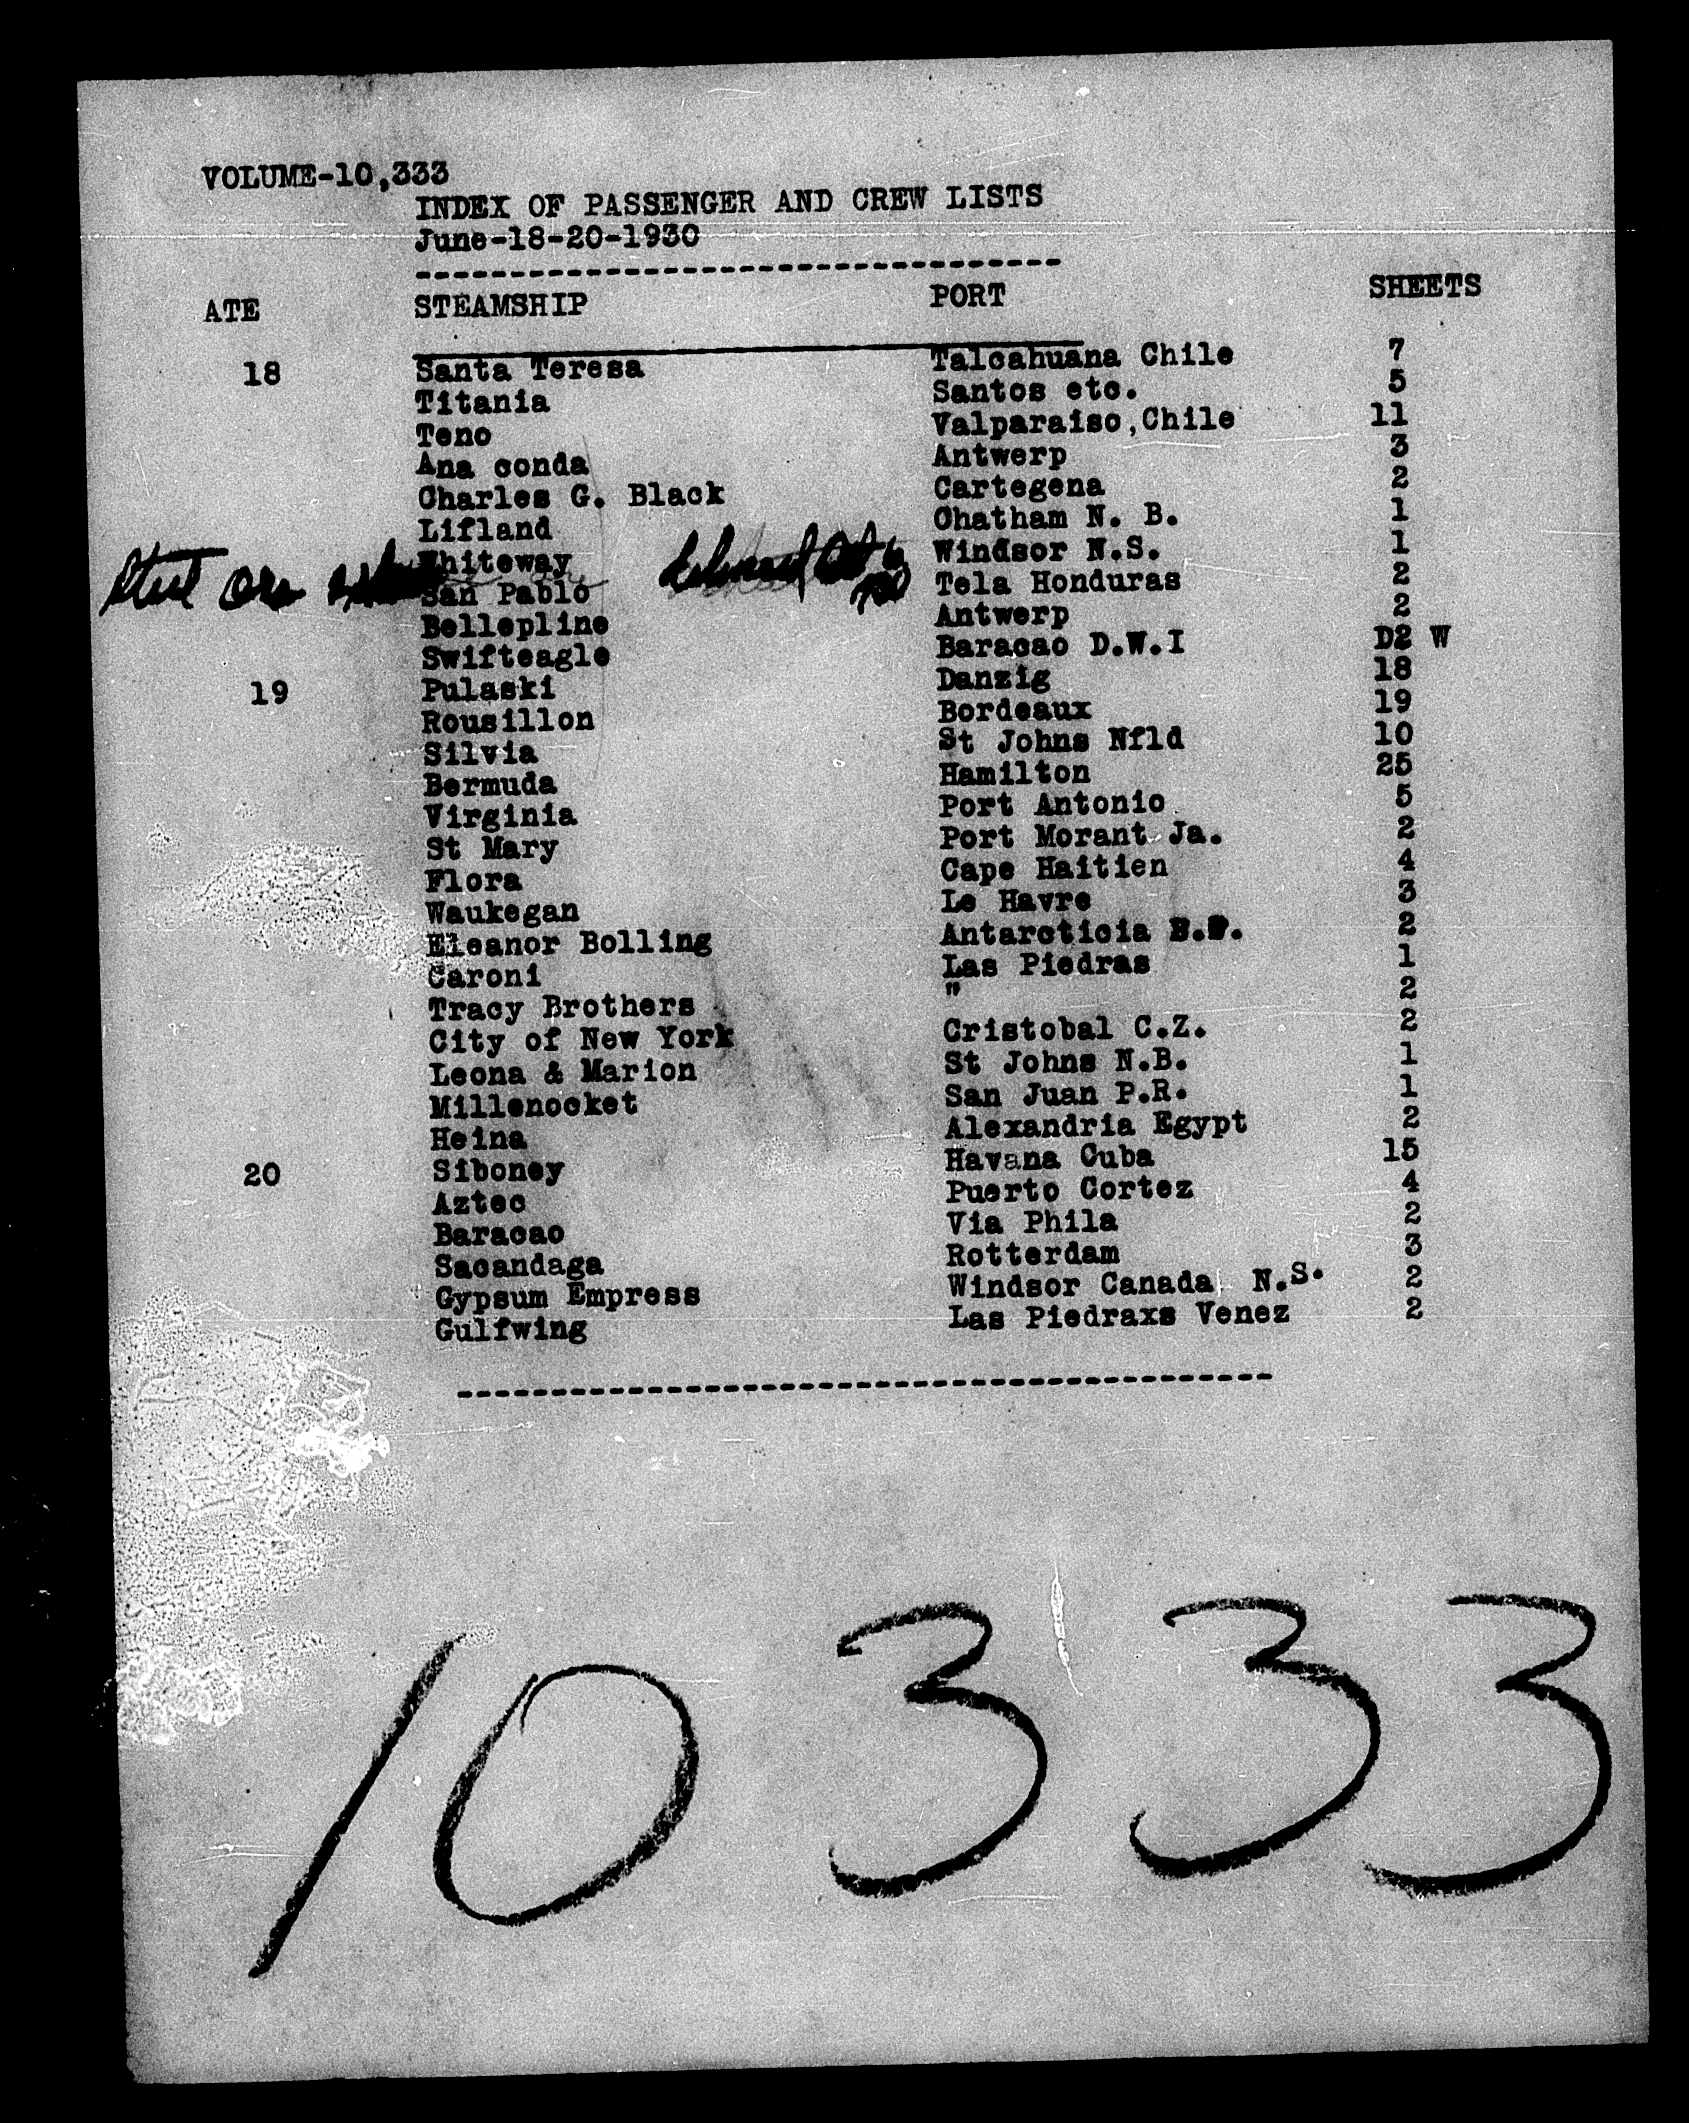 VOLUME-10,333
INDEX OF PASSENGER AND CREW LISTS
June-18-20-1930
ATE STEAMSHIP PORT SHEETS
18 Santa Teresa Talcahuana Chile 7
Titania Santos etc. 5
Teno Valparaiso,Chile 11
Ana conda Antwerp 3
Charles G. Black Cartegena 2
Lifland Chatham N. B. 1
Whiteway Windsor N.S. 1
San Pablo Tela Honduras 2
Bellepline Antwerp 2
Swifteagle Baracao D.W.I D2 W
19 Pulaski Danzig 18
Rousillon Bordeaux 19
Silvia St Johns Nfld 10
Bermuda Hamilton 25
Virginia Port Antonio 5
St Mary Port Morant Ja. 2
Flora Cape Haitien 4
Waukegan Le Havre 3
Eleanor Bolling Antarcticia 2
Caroni Las Piedras 1
Tracy Brothers " 2
City of New York Cristobal C.Z. 2
Leona & Marion St Johns N.B. 1
Millenocket San Juan P.R. 1
Heina Alexandria Egypt 2
20 Siboney Havana Cuba 15
Aztec Puerto Cortez 4
Baracao Via Phila 2
Sacandaga Rotterdam 3
Gypsum Empress Windsor Canada N.S. 2
Gulfwing Las Piedraxs Venez 2
10333